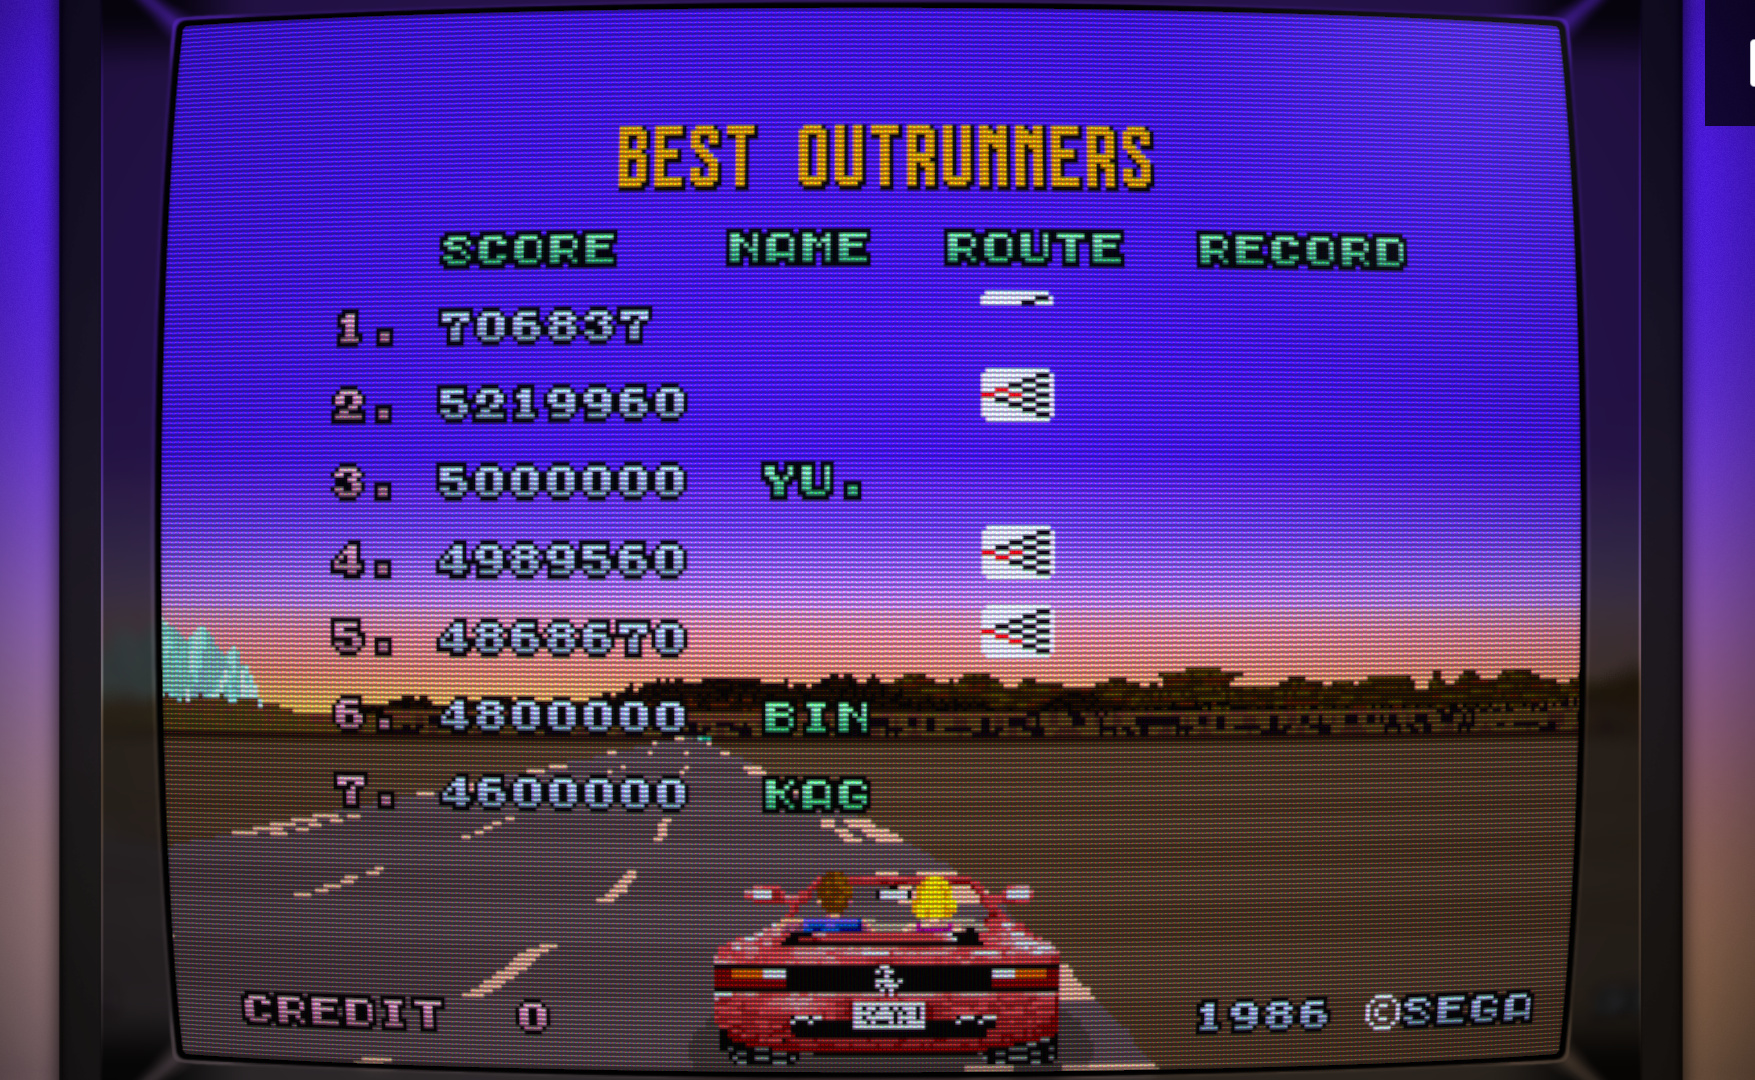 BEST OUTRUNNERS
SCORE NAME ROUTE RECORD
1. 706837
2. 5219960
3. 5000000 YU.
4. 4989560
5. 4868670
6. 4800000 BIN
7. 4600000 KAG
CREDIT 0 1986 ©SEGA